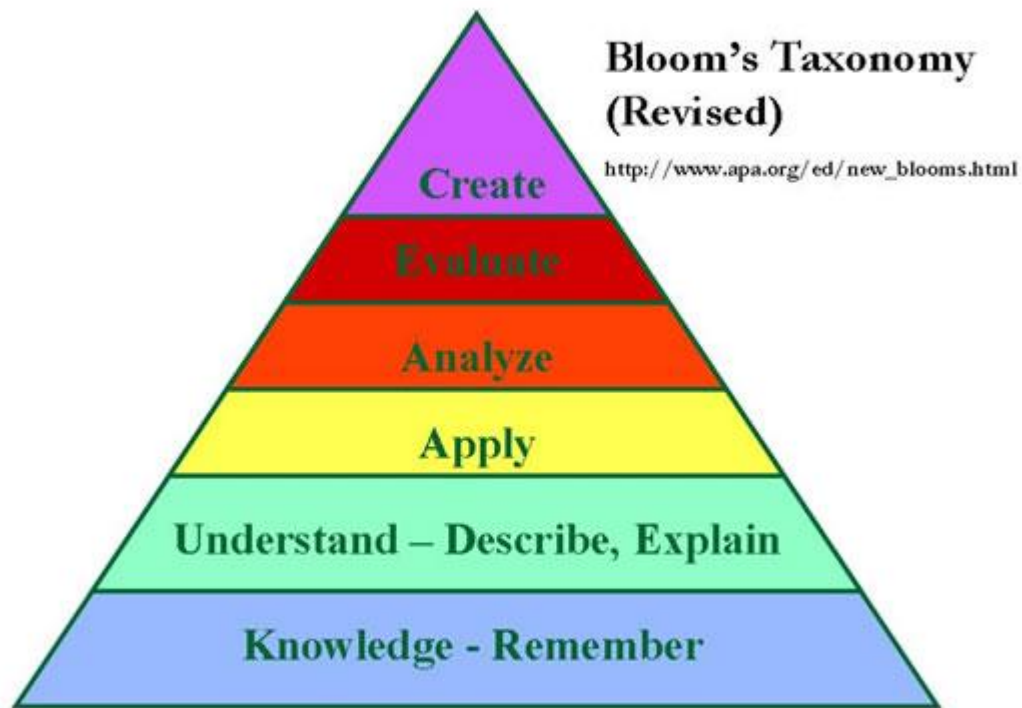 Bloom's Taxonomy
(Revised)
http://www.apa.org/ed/new_blooms.html
Create
Evaluate
Analyze
Apply
Understand – Describe, Explain
Knowledge - Remember